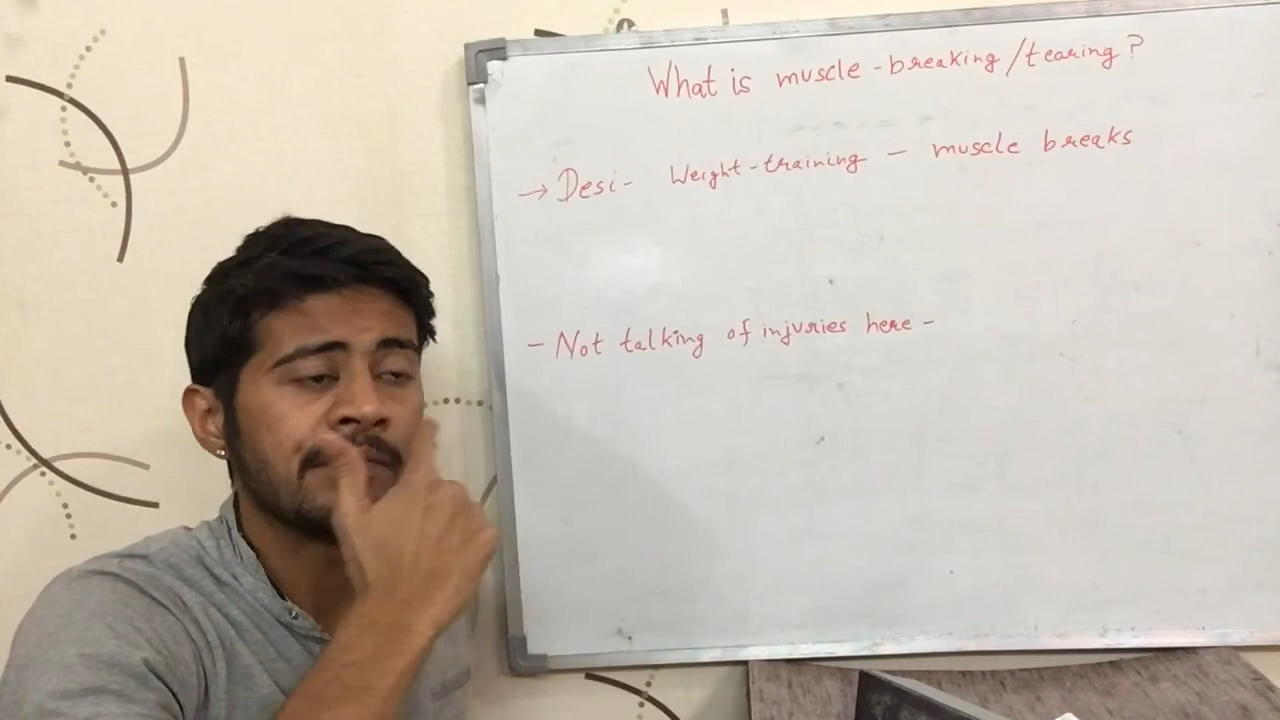 What is muscle-breaking/tearing?
→ Desi- Weight-training - muscle breaks
- Not talking of injuries here -